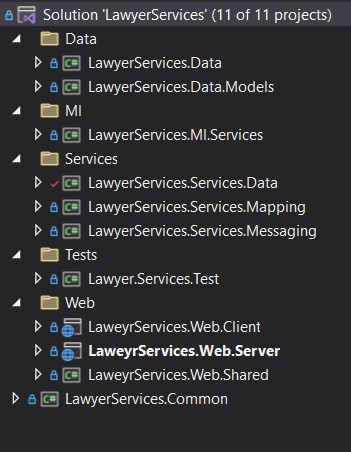 Solution 'LawyerServices' (11 of 11 projects)
Data
C# LawyerServices.Data
C# LawyerServices.Data.Models
Ml
C# LawyerServices.Ml.Services
Services
C# LawyerServices.Services.Data
C# LawyerServices.Services.Mapping
C# LawyerServices.Services.Messaging
Tests
C# Lawyer.Services.Test
Web
LaweyrServices.Web.Client
LaweyrServices.Web.Server
C# LaweyrServices.Web.Shared
C# LawyerServices.Common